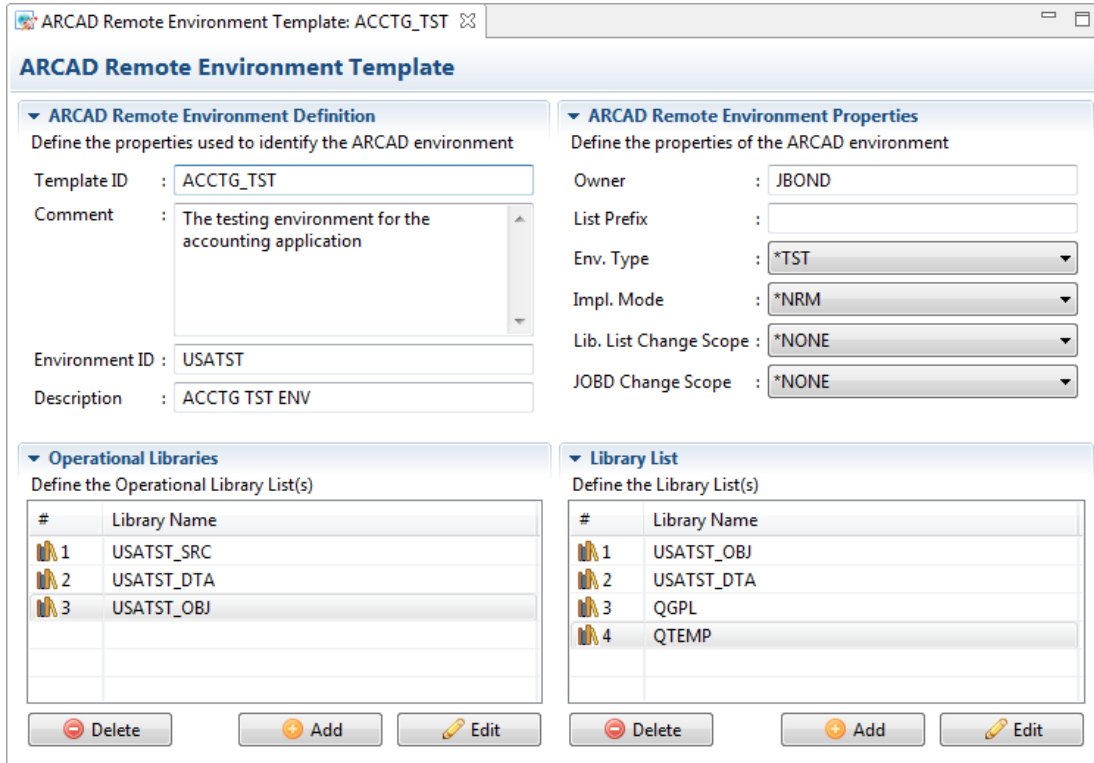 ARCAD Remote Environment Template: ACCTG_TST
ARCAD Remote Environment Template
ARCAD Remote Environment Definition
Define the properties used to identify the ARCAD environment
Template ID : ACCTG_TST
Comment : The testing environment for the
accounting application
Environment ID : USATST
Description : ACCTG TST ENV
ARCAD Remote Environment Properties
Define the properties of the ARCAD environment
Owner : JBOND
List Prefix :
Env. Type : *TST
Impl. Mode : *NRM
Lib. List Change Scope : *NONE
JOBD Change Scope : *NONE
Operational Libraries
Define the Operational Library List(s)
# Library Name
1 USATST_SRC
2 USATST_DTA
3 USATST_OBJ
Delete Add Edit
Library List
Define the Library List(s)
# Library Name
1 USATST_OBJ
2 USATST_DTA
3 QGPL
4 QTEMP
Delete Add Edit